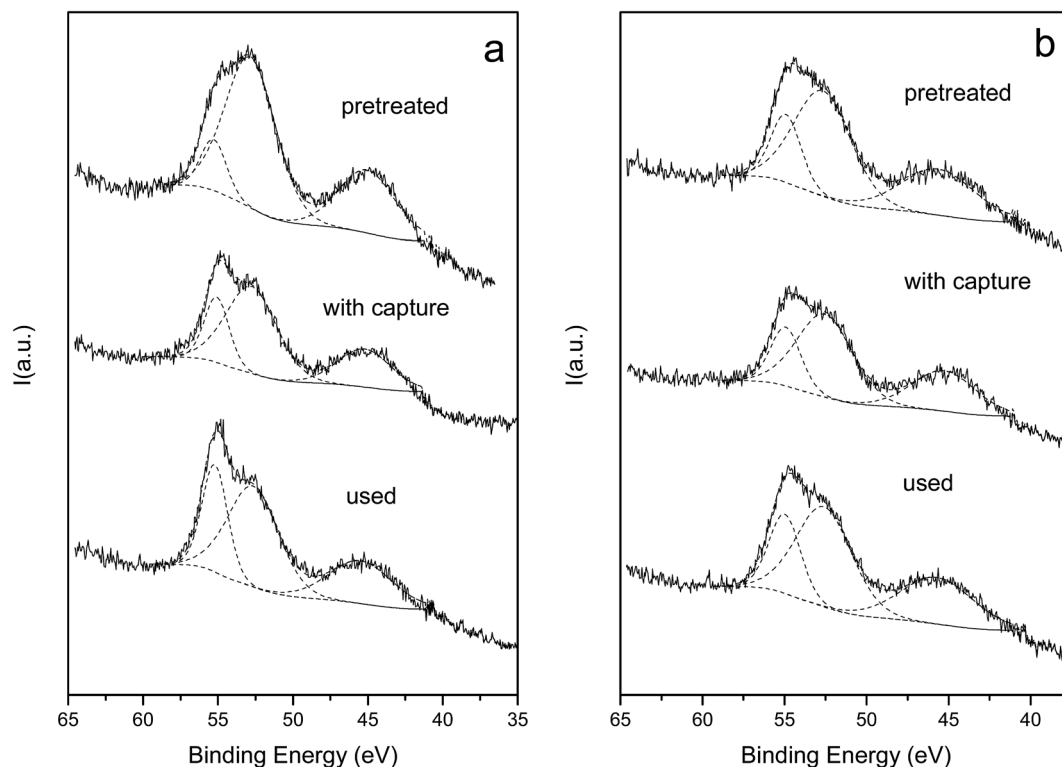 a
pretreated
with capture
used
I(a.u.)
65 60 55 50 45 40 35
Binding Energy (eV)
b
pretreated
with capture
used
I(a.u.)
65 60 55 50 45 40
Binding Energy (eV)